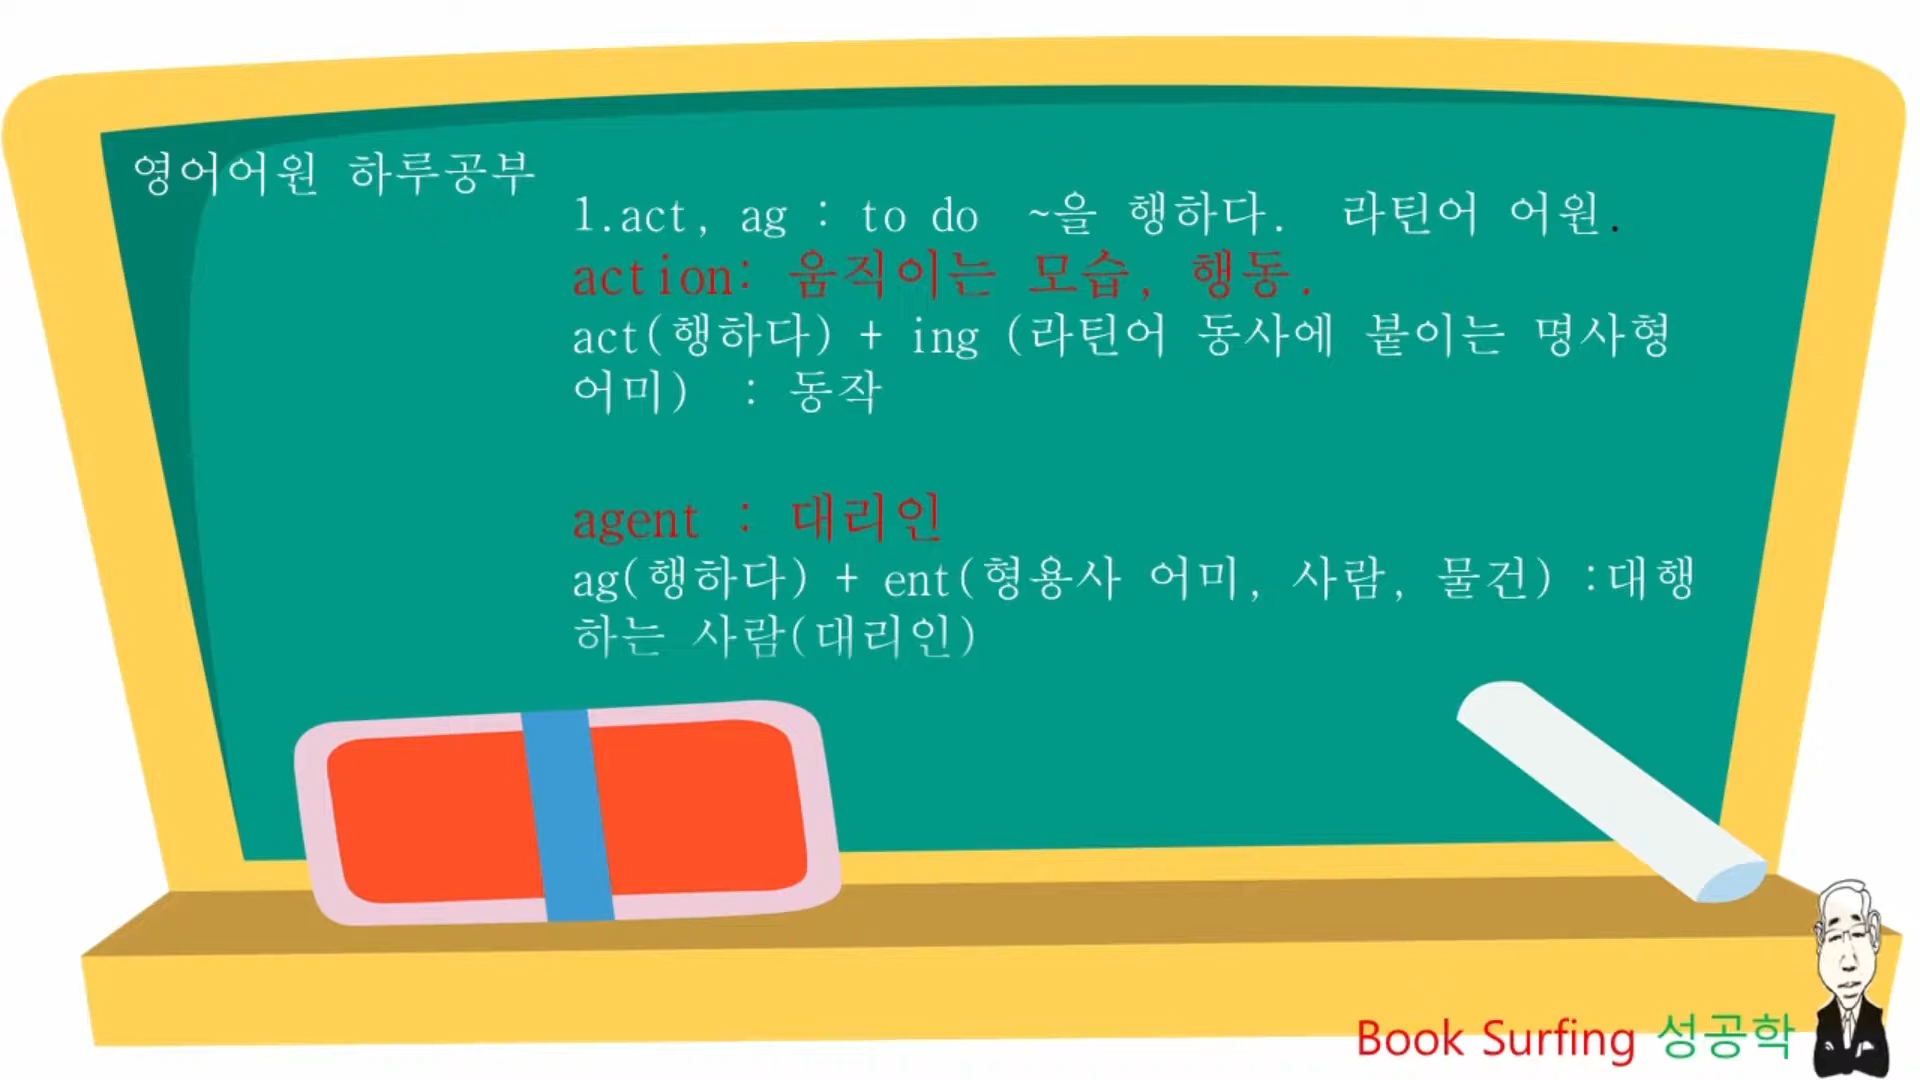 영어어원 하루공부
1.act, ag : to do ~을 행하다. 라틴어 어원.
action: 움직이는 모습, 행동.
act(행하다) + ing (라틴어 동사에 붙이는 명사형
어미) : 동작
agent : 대리인
ag(행하다) + ent(형용사 어미, 사람, 물건) :대행
하는 사람(대리인)
Book Surfing 성공학